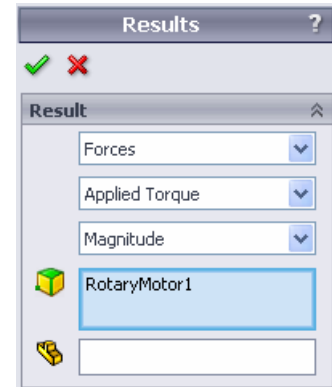 Results ?
Result
Forces
Applied Torque
Magnitude
RotaryMotor1